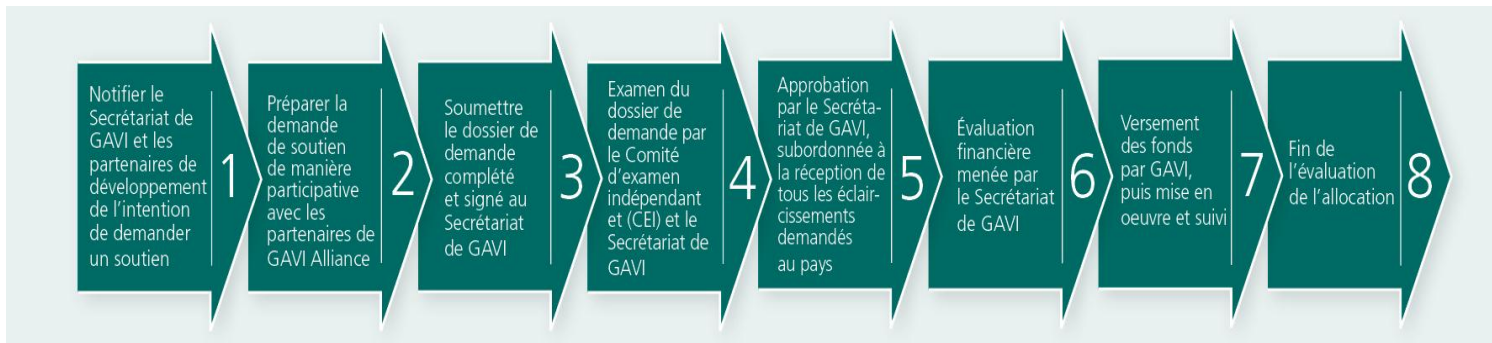 Notifier le
Secrétariat de
GAVI et les
partenaires de
développement
de l'intention
de demander
un soutien
1
Préparer la
demande
de soutien
de manière
participative
avec les
partenaires de
GAVI Alliance
2
Soumettre
le dossier de
demande
complété
et signé au
Secrétariat
de GAVI
3
Examen du
dossier de
demande par
le Comité
d'examen
indépendant
et (CEI) et le
Secrétariat de
GAVI
4
Approbation
par le Secréta-
riat de GAVI,
subordonnée à
la réception de
tous les éclair-
cissements
demandés
au pays
5
Évaluation
financière
menée par
le Secrétariat
de GAVI
6
Versement
des fonds
par GAVI,
puis mise en
oeuvre et suivi
7
Fin de
l'évaluation
de l'allocation
8